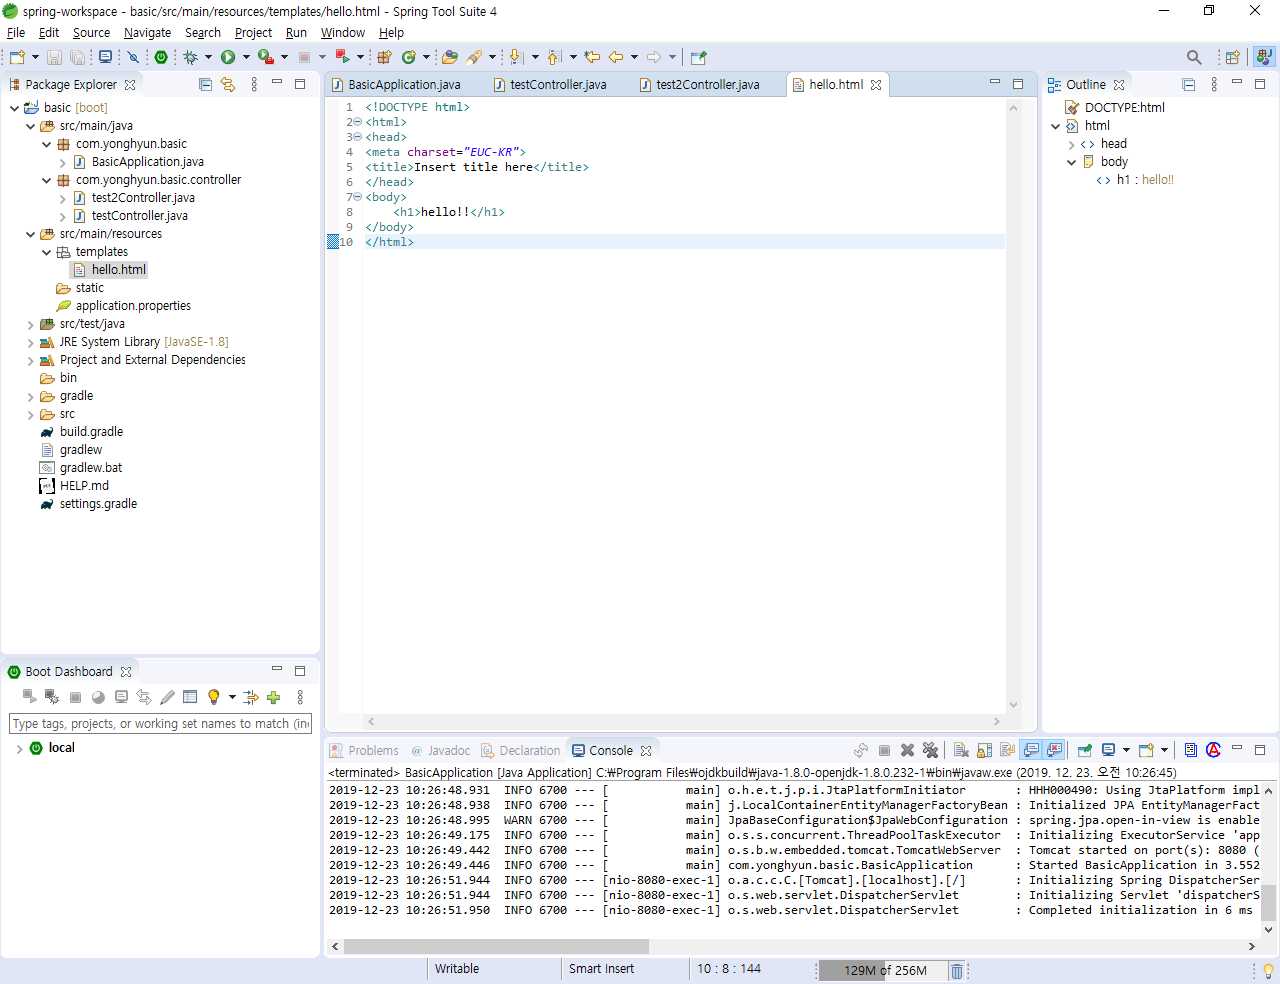 spring-workspace - basic/src/main/resources/templates/hello.html - Spring Tool Suite 4
File Edit Source Navigate Search Project Run Window Help
Package Explorer
basic [boot]
src/main/java
com.yonghyun.basic
BasicApplication.java
com.yonghyun.basic.controller
test2Controller.java
testController.java
src/main/resources
templates
hello.html
static
application.properties
src/test/java
JRE System Library [JavaSE-1.8]
Project and External Dependencies
bin
gradle
src
build.gradle
gradlew
gradlew.bat
HELP.md
settings.gradle
Boot Dashboard
Type tags, projects, or working set names to match (in
local
BasicApplication.java testController.java test2Controller.java hello.html
1 <!DOCTYPE html>
2 <html>
3 <head>
4 <meta charset="EUC-KR">
5 <title>Insert title here</title>
6 </head>
7 <body>
8 <h1>hello!!</h1>
9 </body>
10 </html>
Outline
DOCTYPE:html
html
head
body
h1 : hello!!
Problems Javadoc Declaration Console
<terminated> BasicApplication [Java Application] C:₩Program Files₩ojdkbuild₩java-1.8.0-openjdk-1.8.0.232-1₩bin₩javaw.exe (2019. 12. 23. 오전 10:26:45)
2019-12-23 10:26:48.931 INFO 6700 --- [ main] o.h.e.t.j.p.i.JtaPlatformInitiator : HHH000490: Using JtaPlatform impl
2019-12-23 10:26:48.938 INFO 6700 --- [ main] j.LocalContainerEntityManagerFactoryBean : Initialized JPA EntityManagerFact
2019-12-23 10:26:48.995 WARN 6700 --- [ main] JpaBaseConfiguration$JpaWebConfiguration : spring.jpa.open-in-view is enable
2019-12-23 10:26:49.175 INFO 6700 --- [ main] o.s.s.concurrent.ThreadPoolTaskExecutor : Initializing ExecutorService 'app
2019-12-23 10:26:49.442 INFO 6700 --- [ main] o.s.b.w.embedded.tomcat.TomcatWebServer : Tomcat started on port(s): 8080 (
2019-12-23 10:26:49.446 INFO 6700 --- [ main] com.yonghyun.basic.BasicApplication : Started BasicApplication in 3.552
2019-12-23 10:26:51.944 INFO 6700 --- [nio-8080-exec-1] o.a.c.c.C.[Tomcat].[localhost].[/] : Initializing Spring DispatcherSer
2019-12-23 10:26:51.944 INFO 6700 --- [nio-8080-exec-1] o.s.web.servlet.DispatcherServlet : Initializing Servlet 'dispatcherS
2019-12-23 10:26:51.950 INFO 6700 --- [nio-8080-exec-1] o.s.web.servlet.DispatcherServlet : Completed initialization in 6 ms
Writable Smart Insert 10 : 8 : 144 129M of 256M